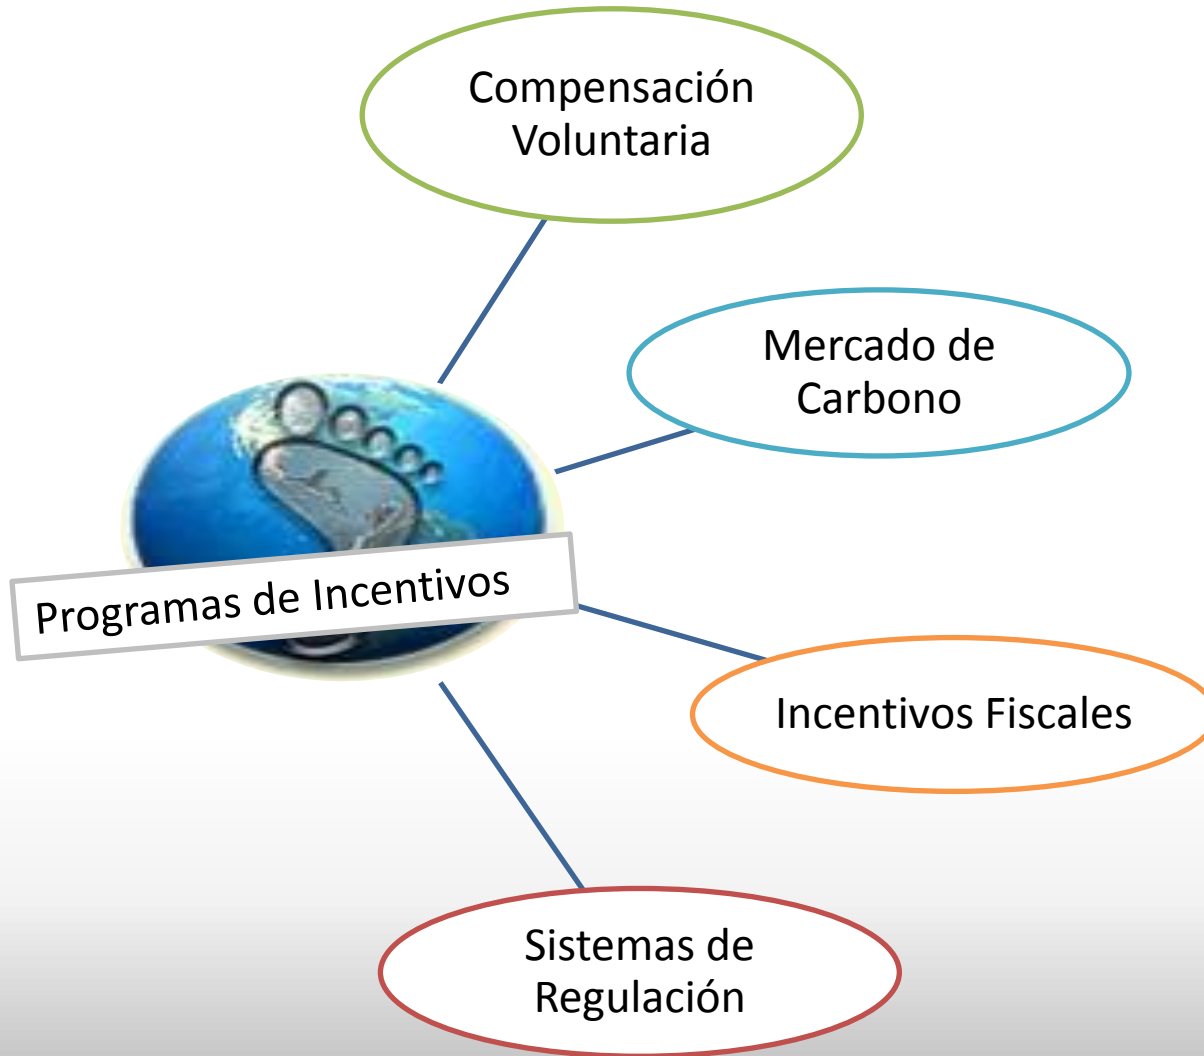 Compensación
Voluntaria
Mercado de
Carbono
Programas de Incentivos
Incentivos Fiscales
Sistemas de
Regulación